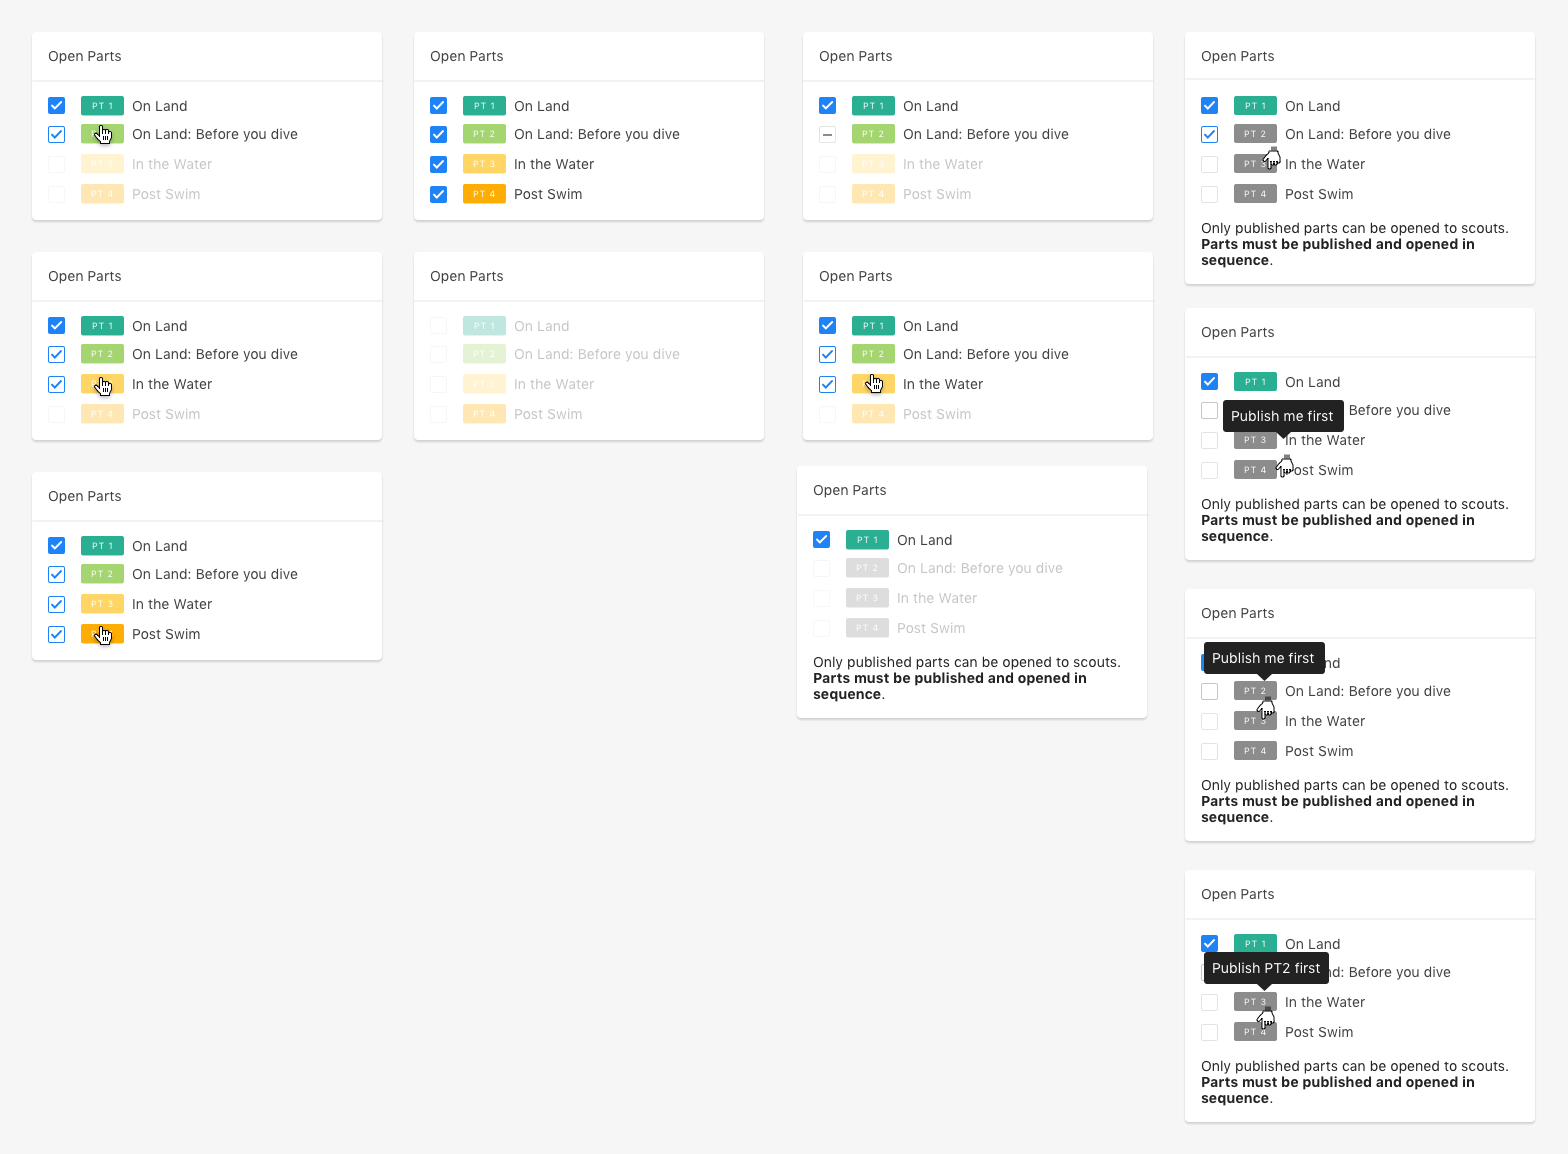 Open Parts
PT 1 On Land
On Land: Before you dive
In the Water
PT 4 Post Swim
Open Parts
PT 1 On Land
PT 2 On Land: Before you dive
PT 3 In the Water
PT 4 Post Swim
Open Parts
PT 1 On Land
PT 2 On Land: Before you dive
In the Water
PT 4 Post Swim
Open Parts
PT 1 On Land
PT 2 On Land: Before you dive
PT In the Water
PT 4 Post Swim
Only published parts can be opened to scouts.
Parts must be published and opened in
sequence.
Open Parts
PT 1 On Land
PT 2 On Land: Before you dive
In the Water
PT 4 Post Swim
Open Parts
PT 1 On Land
PT 2 On Land: Before you dive
In the Water
PT 4 Post Swim
Open Parts
PT 1 On Land
PT 2 On Land: Before you dive
In the Water
PT 4 Post Swim
Open Parts
PT 1 On Land
Before you dive
Publish me first
PT 3 In the Water
PT 4 Post Swim
Only published parts can be opened to scouts.
Parts must be published and opened in
sequence.
Open Parts
PT 1 On Land
PT 2 On Land: Before you dive
PT 3 In the Water
Post Swim
Open Parts
PT 1 On Land
PT 2 On Land: Before you dive
PT 3 In the Water
PT 4 Post Swim
Only published parts can be opened to scouts.
Parts must be published and opened in
sequence.
Open Parts
Publish me first
PT 2 On Land: Before you dive
PT 3 In the Water
PT 4 Post Swim
Only published parts can be opened to scouts.
Parts must be published and opened in
sequence.
Open Parts
PT 1 On Land
Publish PT2 first
Before you dive
PT 3 In the Water
PT 4 Post Swim
Only published parts can be opened to scouts.
Parts must be published and opened in
sequence.